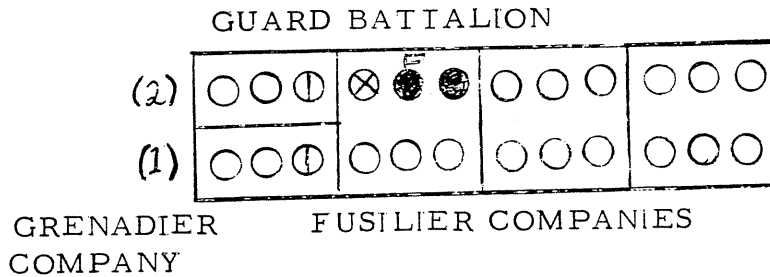 GUARD BATTALION
(2)
(1)
GRENADIER FUSILIER COMPANIES
COMPANY